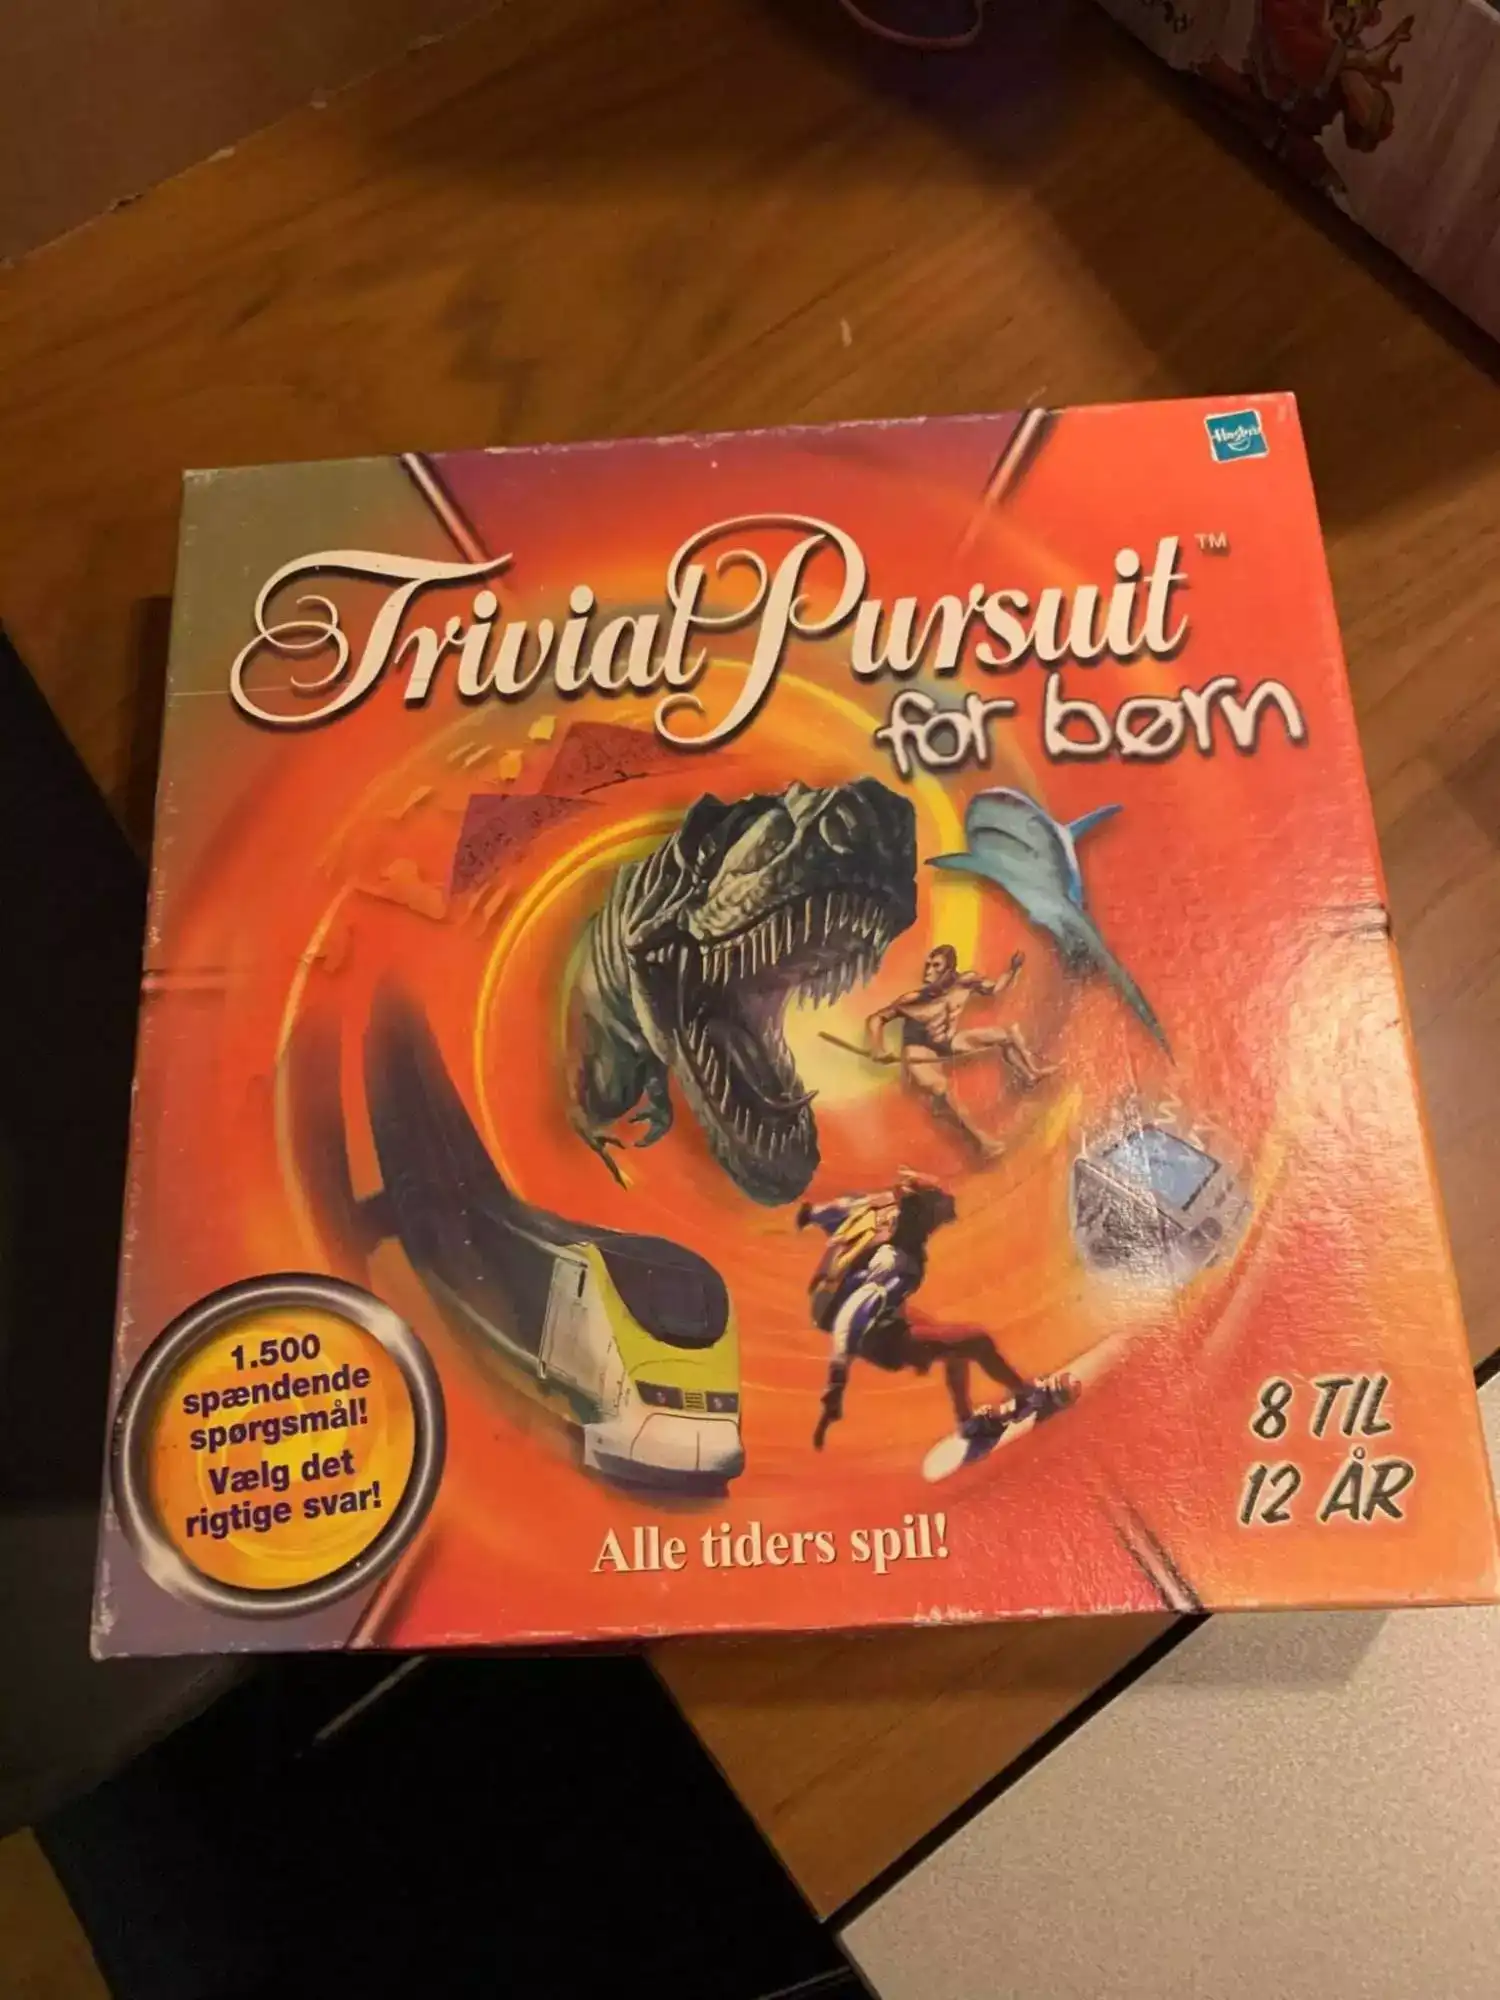 Hasbro
Trivial Pursuit™
for børn
1.500
spændende
spørgsmål!
Vælg det
rigtige svar!
8 TIL
12 ÅR
Alle tiders spil!